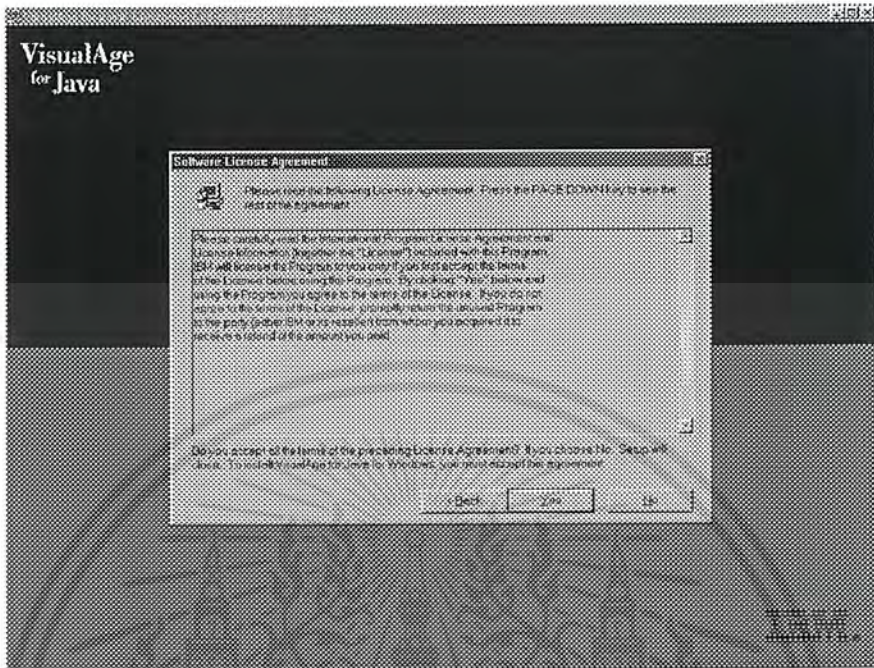 VisualAge
for Java
Software License Agreement
Please read the following License Agreement. Press the PAGE DOWN key to see the
rest of the agreement.
Please carefully read the International Program License Agreement and
License Information (together the "License") included with this Program.
IBM will license the Program to you only if you first accept the terms
of the License before using the Program. By clicking "Yes" below and
using the Program you agree to the terms of the License. If you do not
agree to the terms of the License, promptly return the unused Program
to the party (either IBM or its reseller) from whom you acquired it to
receive a refund of the amount you paid.
Do you accept all the terms of the preceding License Agreement? If you choose No, Setup will
close. To install VisualAge for Java for Windows, you must accept this agreement.
< Back
Yes
No
IBM